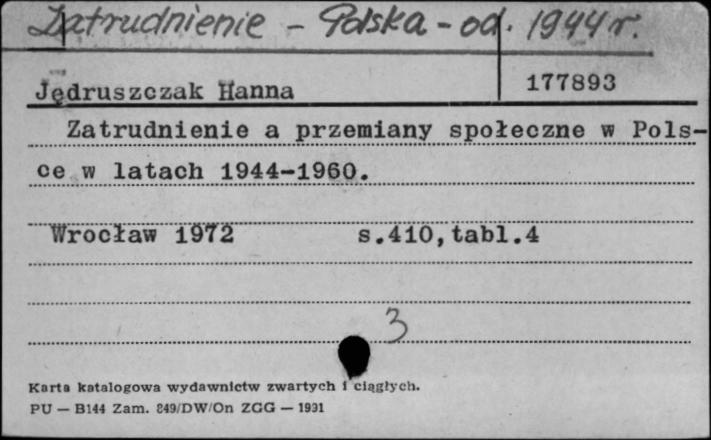 Zatrudnienie - Polska - od. 1944 r.
Jędruszczak Hanna 177893
Zatrudnienie a przemiany społeczne w Pols-
ce w latach 1944-1960.
Wrocław 1972 s.410,tabl.4
3
Karta katalogowa wydawnictw zwartych i ciągłych.
PU — B144 Zam. 849/DW/On ZGG — 1991